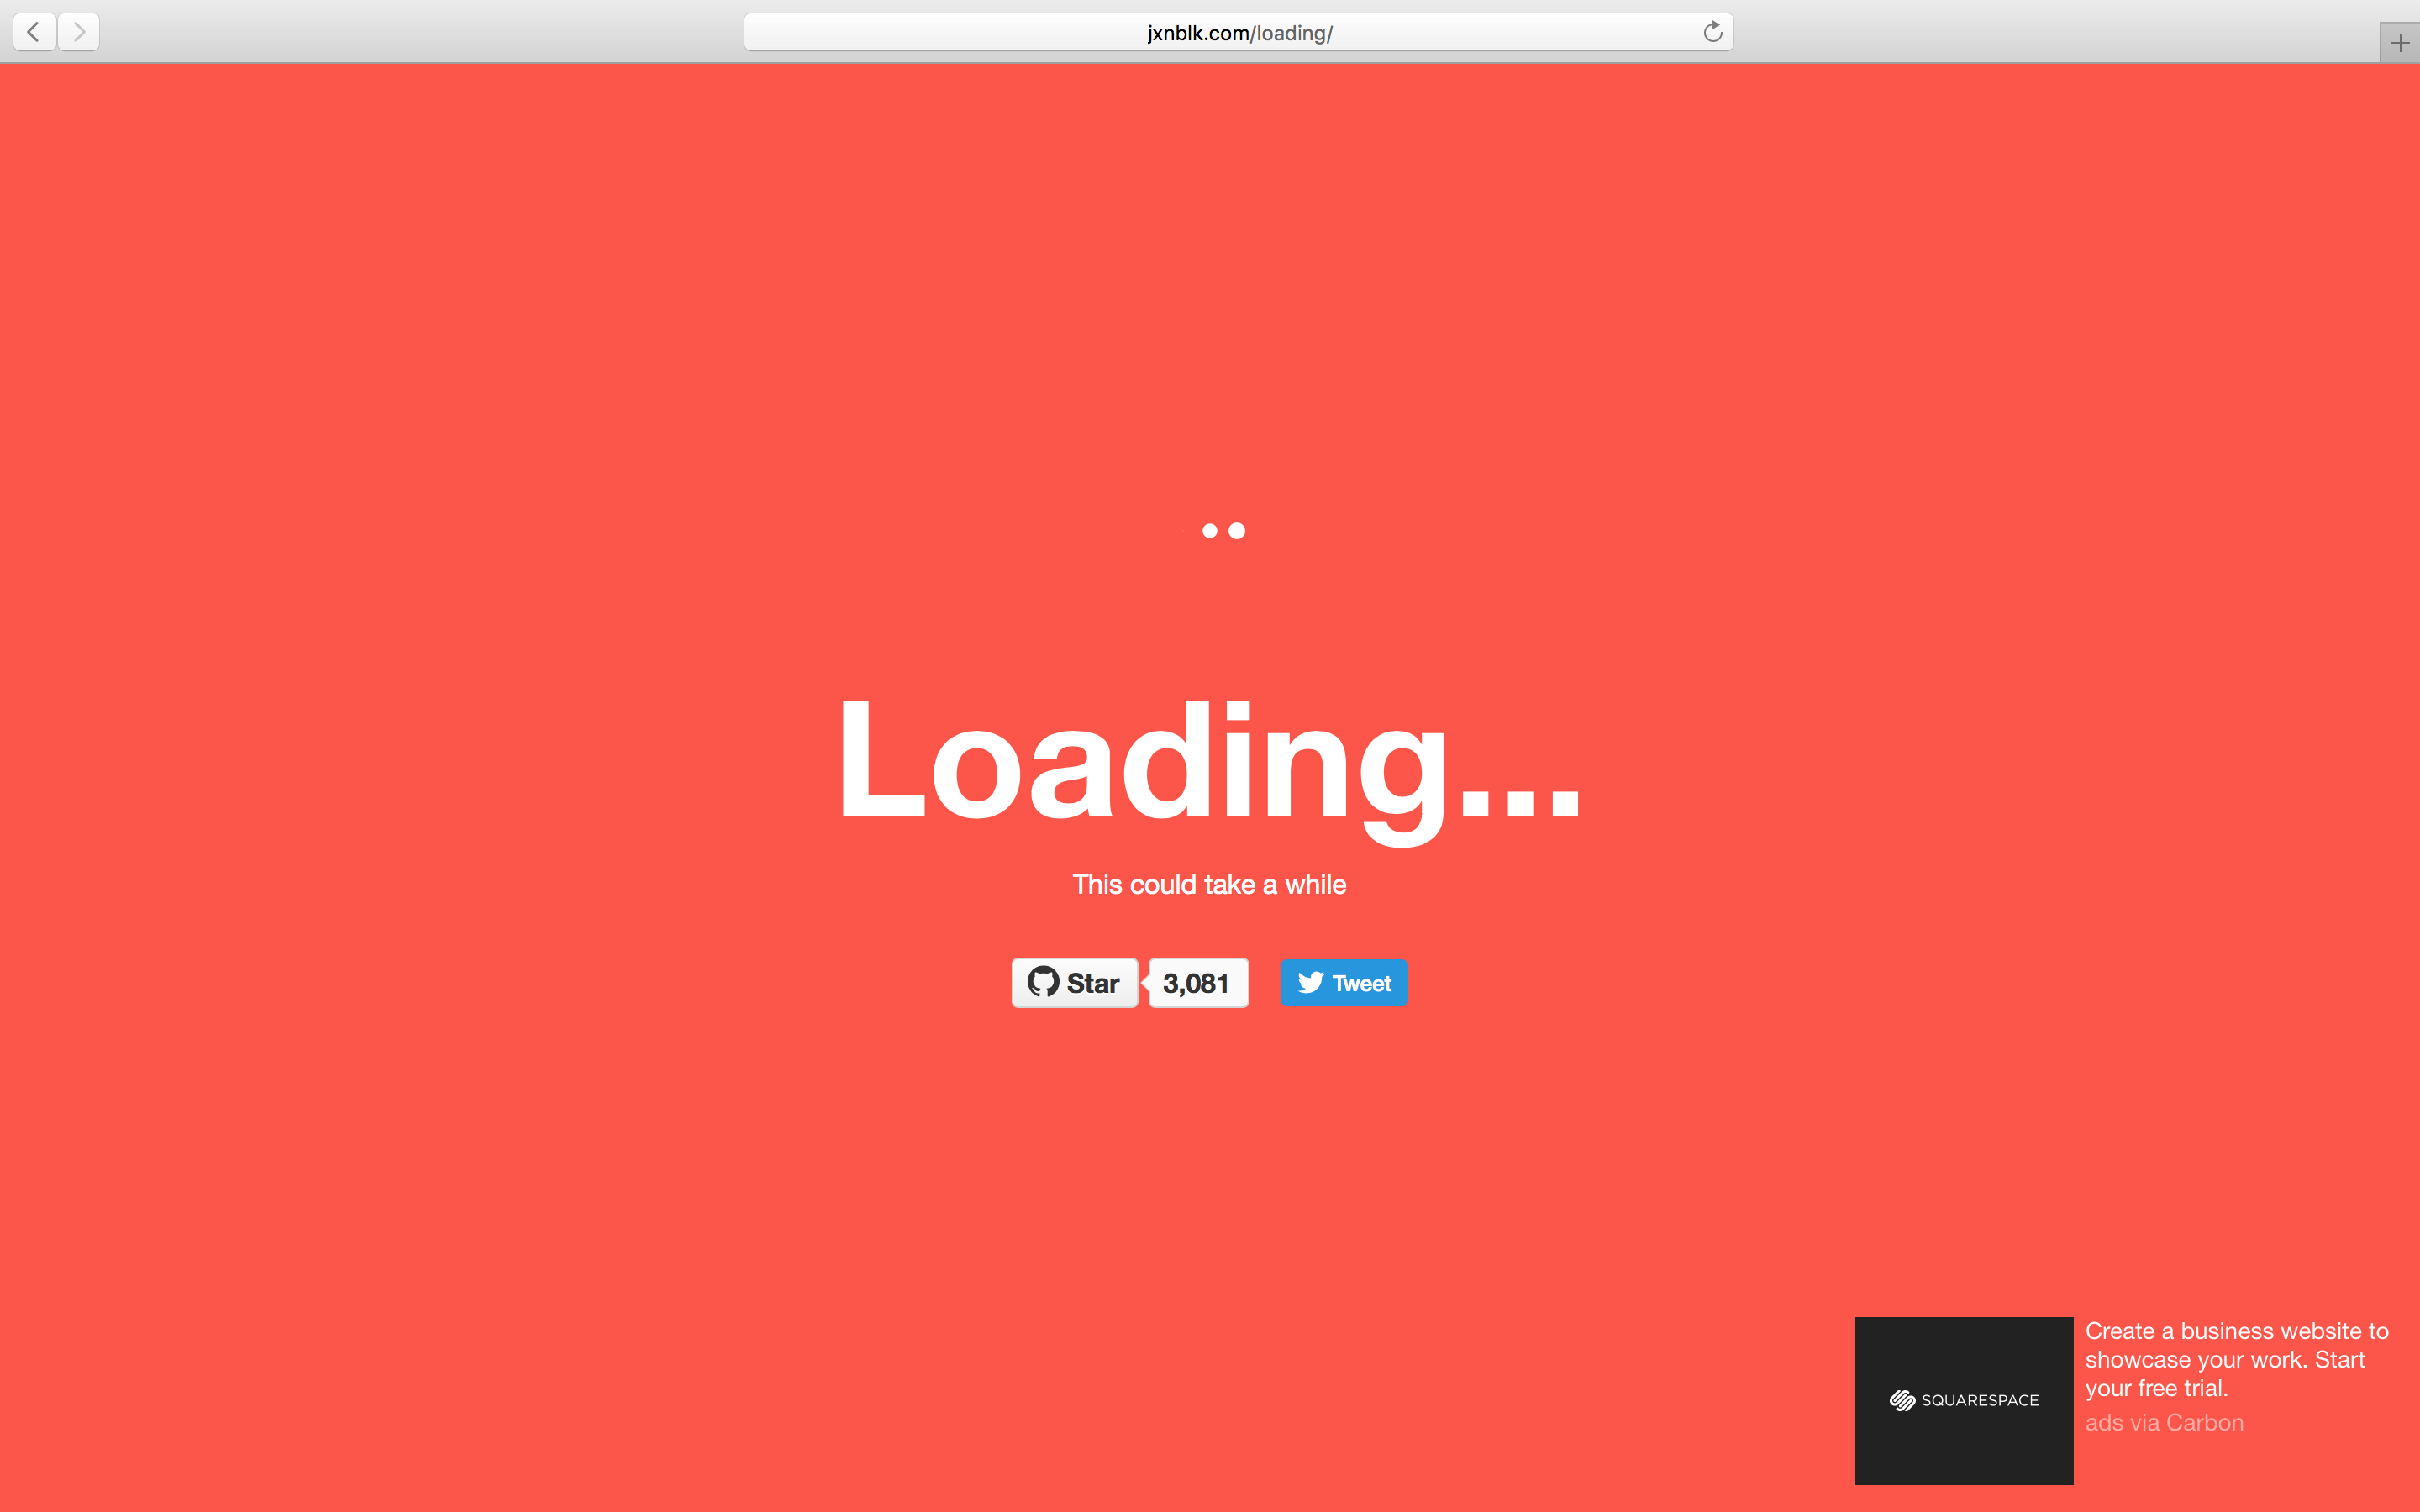 jxnblk.com/loading/
Loading...
This could take a while
Star
3,081
Tweet
SQUARESPACE
Create a business website to
showcase your work. Start
your free trial.
ads via Carbon